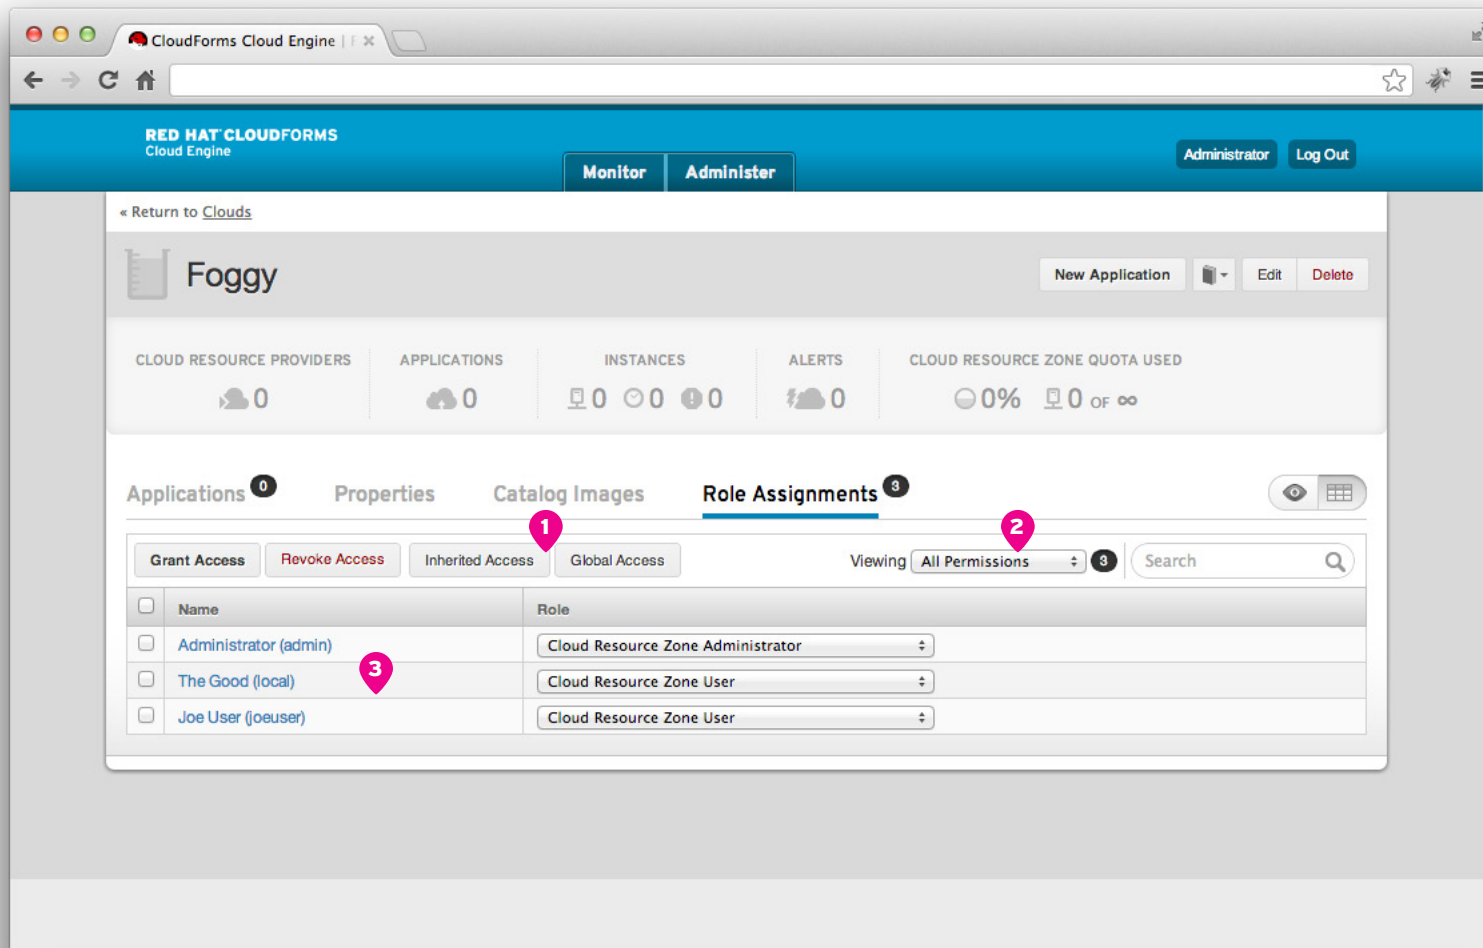 CloudForms Cloud Engine | F
RED HAT CLOUDFORMS
Cloud Engine
Monitor Administer
Administrator Log Out
« Return to Clouds
Foggy
New Application Edit Delete
CLOUD RESOURCE PROVIDERS APPLICATIONS INSTANCES ALERTS CLOUD RESOURCE ZONE QUOTA USED
0 0 0 0 0 0 0% 0 OF ∞
Applications 0 Properties Catalog Images Role Assignments 3
1 2
Grant Access Revoke Access Inherited Access Global Access Viewing All Permissions 3 Search
Name Role
Administrator (admin) Cloud Resource Zone Administrator
3
The Good (local) Cloud Resource Zone User
Joe User (joeuser) Cloud Resource Zone User